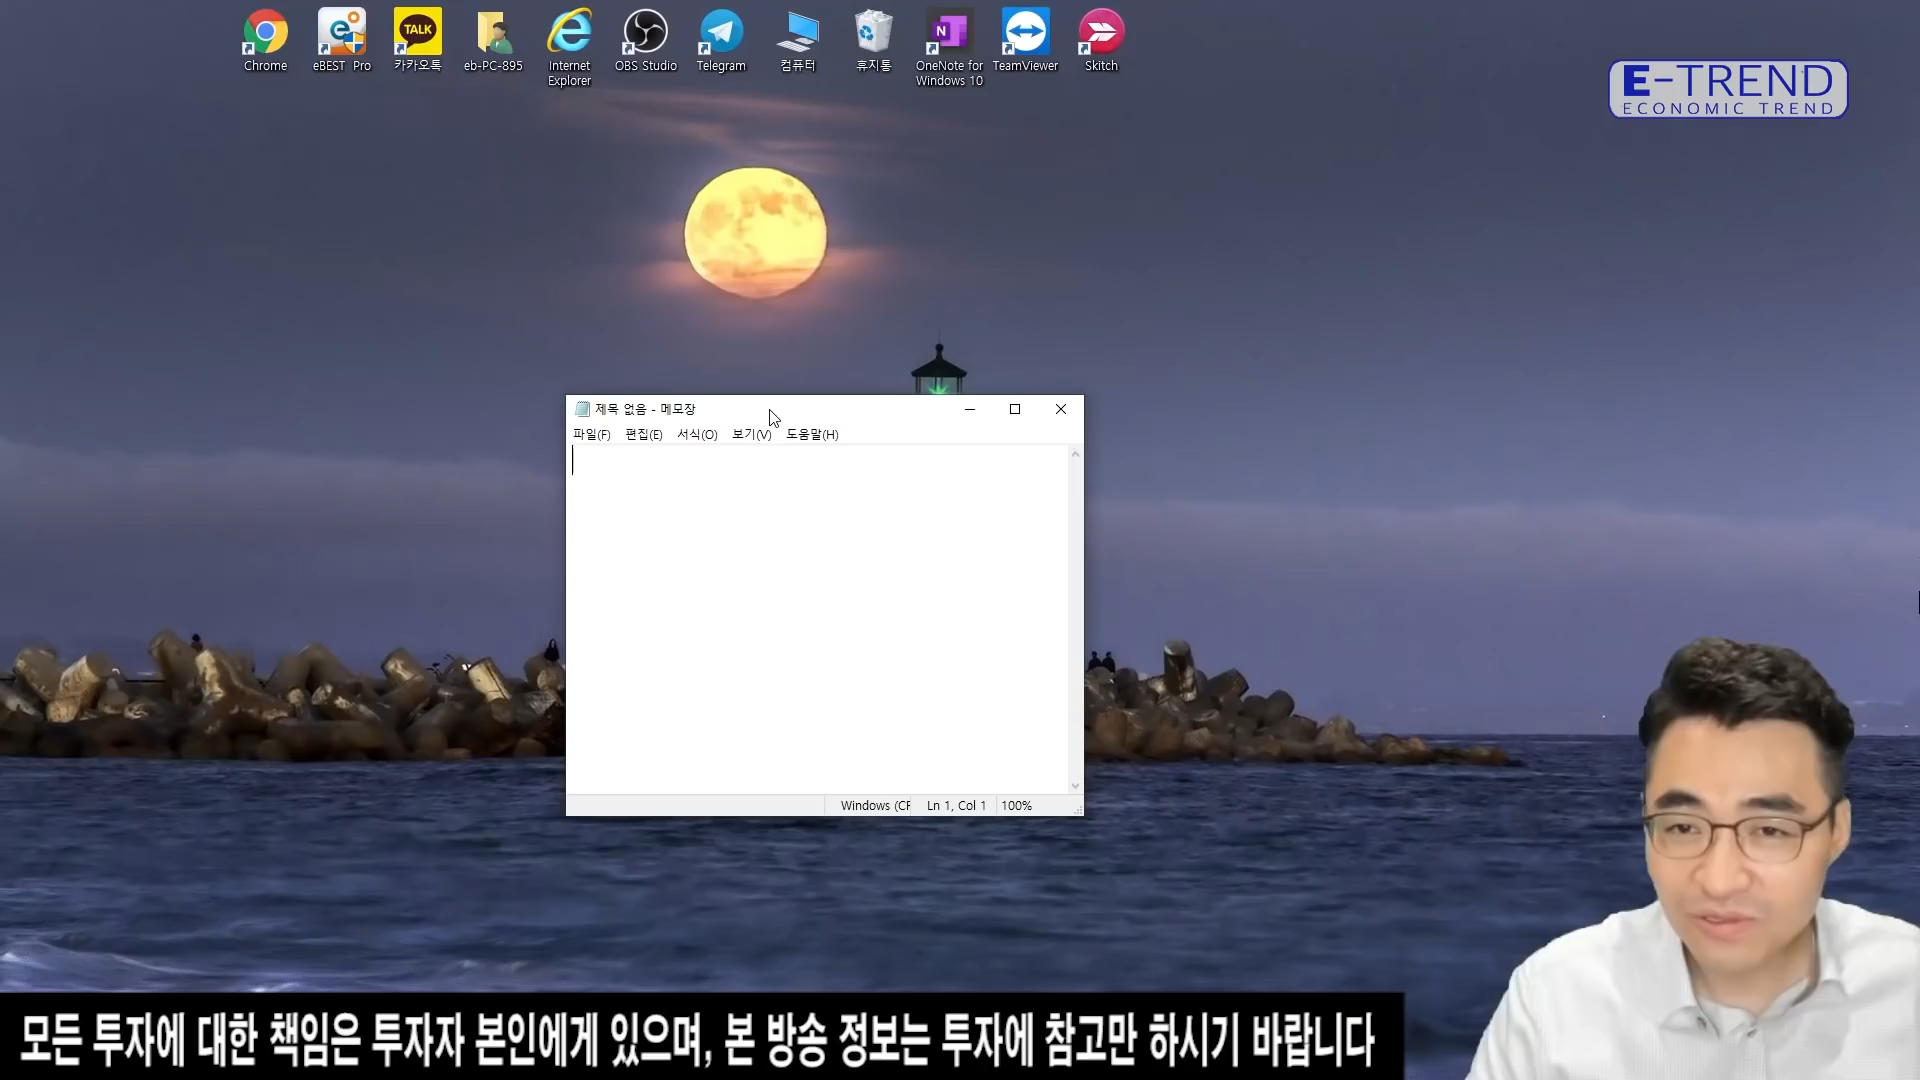 Chrome
eBEST Pro
카카오톡
eb-PC-895
Internet Explorer
OBS Studio
Telegram
컴퓨터
휴지통
OneNote for Windows 10
TeamViewer
Skitch
TALK
N
E-TREND
ECONOMIC TREND
제목 없음 - 메모장
파일(F) 편집(E) 서식(O) 보기(V) 도움말(H)
Windows (CF Ln 1, Col 1 100%
모든 투자에 대한 책임은 투자자 본인에게 있으며, 본 방송 정보는 투자에 참고만 하시기 바랍니다